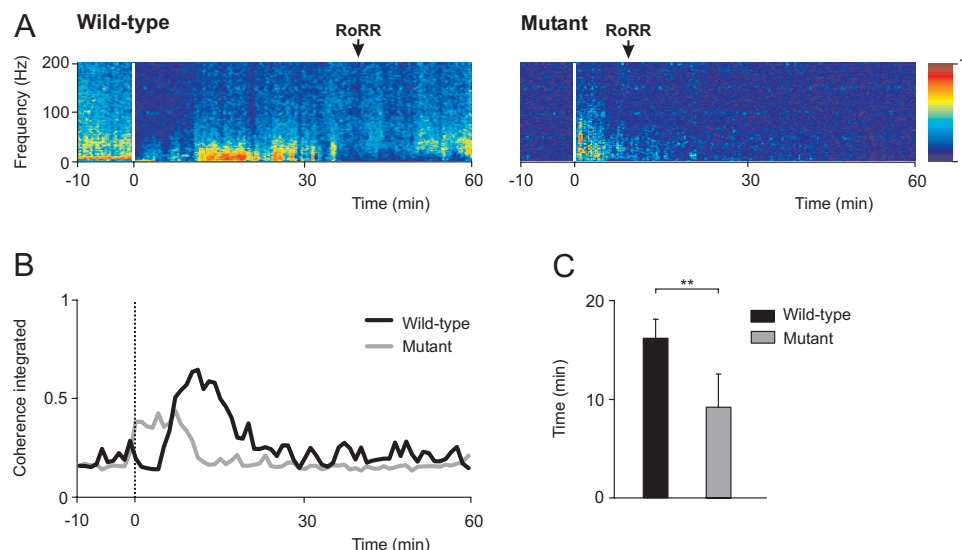 A
Wild-type
RoRR
Mutant
RoRR
Frequency (Hz)
200
100
0
-10
0
30
60
Time (min)
-10
0
30
60
Time (min)
B
Coherence integrated
1
0.5
0
-10
0
30
60
Time (min)
Wild-type
Mutant
C
Time (min)
20
10
0
**
Wild-type
Mutant